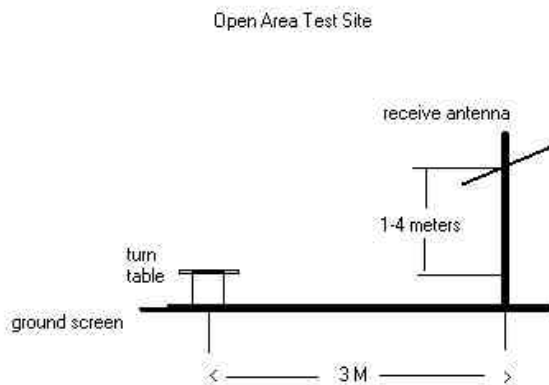 Open Area Test Site
receive antenna
1-4 meters
turn
table
ground screen
3 M